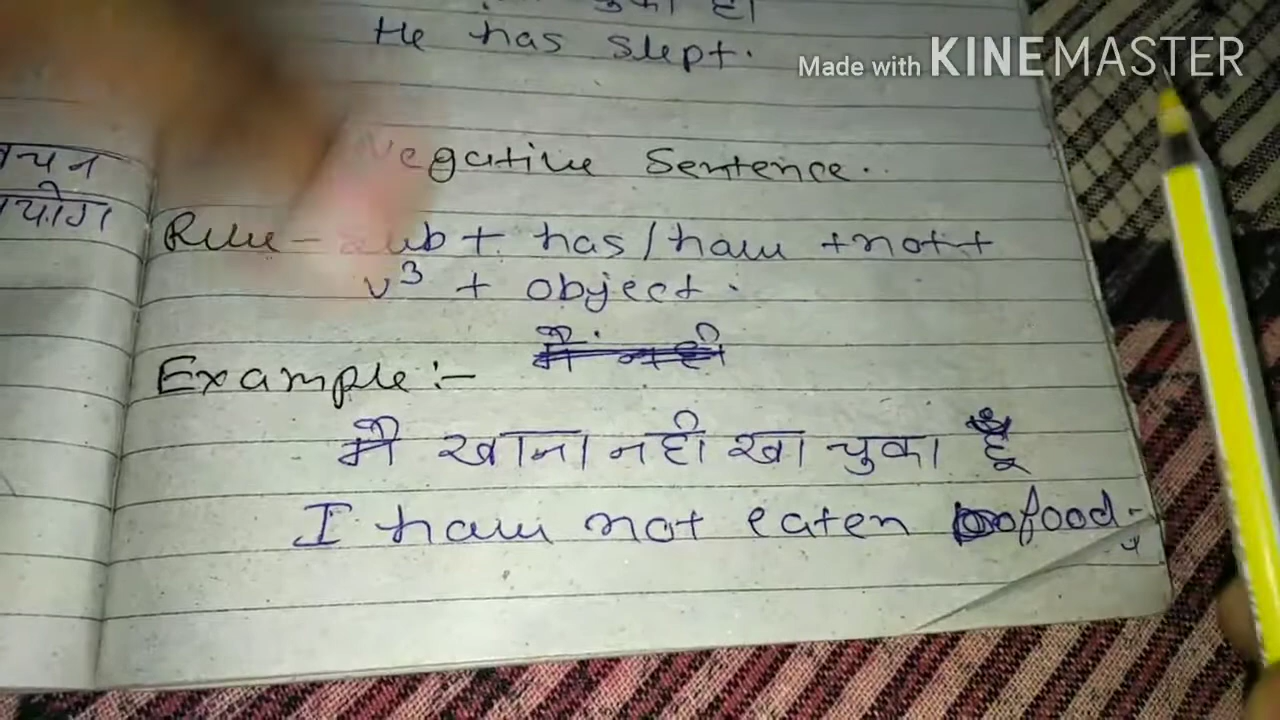 चुका है।
He has slept.
Made with KINEMASTER
Negative Sentence.
Rule - sub + has/have + not +
v³ + object.
Example :-
मैं नही
मै खाना नही खा चुका हूँ
I have not eaten food.